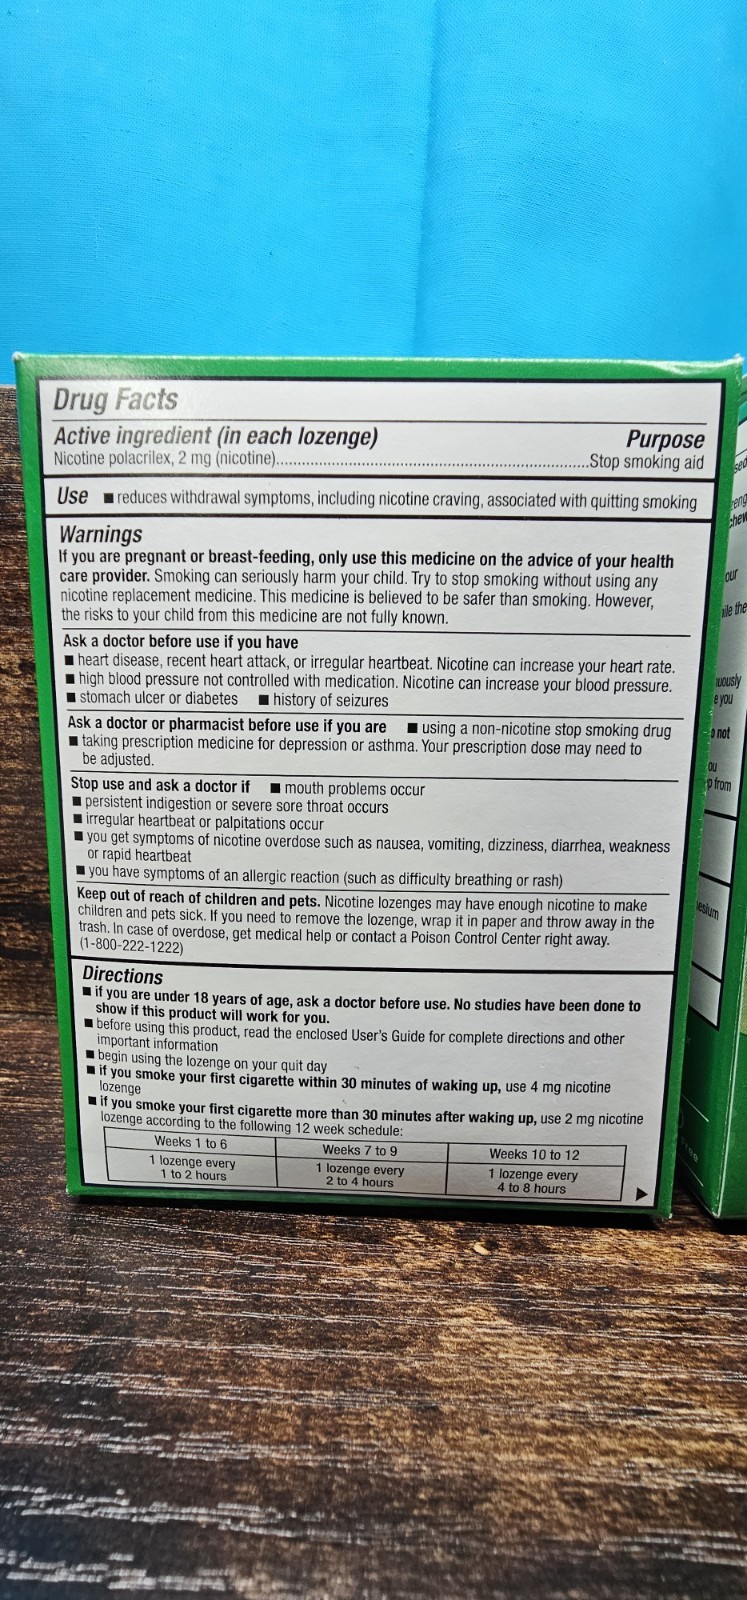 Drug Facts
Active ingredient (in each lozenge) Purpose
Nicotine polacrilex, 2 mg (nicotine)....................................................................................Stop smoking aid
Use ■ reduces withdrawal symptoms, including nicotine craving, associated with quitting smoking
Warnings
If you are pregnant or breast-feeding, only use this medicine on the advice of your health
care provider. Smoking can seriously harm your child. Try to stop smoking without using any
nicotine replacement medicine. This medicine is believed to be safer than smoking. However,
the risks to your child from this medicine are not fully known.
Ask a doctor before use if you have
■ heart disease, recent heart attack, or irregular heartbeat. Nicotine can increase your heart rate.
■ high blood pressure not controlled with medication. Nicotine can increase your blood pressure.
■ stomach ulcer or diabetes ■ history of seizures
Ask a doctor or pharmacist before use if you are ■ using a non-nicotine stop smoking drug
■ taking prescription medicine for depression or asthma. Your prescription dose may need to
be adjusted.
Stop use and ask a doctor if ■ mouth problems occur
■ persistent indigestion or severe sore throat occurs
■ irregular heartbeat or palpitations occur
■ you get symptoms of nicotine overdose such as nausea, vomiting, dizziness, diarrhea, weakness
or rapid heartbeat
■ you have symptoms of an allergic reaction (such as difficulty breathing or rash)
Keep out of reach of children and pets. Nicotine lozenges may have enough nicotine to make
children and pets sick. If you need to remove the lozenge, wrap it in paper and throw away in the
trash. In case of overdose, get medical help or contact a Poison Control Center right away.
(1-800-222-1222)
Directions
■ if you are under 18 years of age, ask a doctor before use. No studies have been done to
show if this product will work for you.
■ before using this product, read the enclosed User's Guide for complete directions and other
important information
■ begin using the lozenge on your quit day
■ if you smoke your first cigarette within 30 minutes of waking up, use 4 mg nicotine
lozenge
■ if you smoke your first cigarette more than 30 minutes after waking up, use 2 mg nicotine
lozenge according to the following 12 week schedule:
Weeks 1 to 6 Weeks 7 to 9 Weeks 10 to 12
1 lozenge every 1 lozenge every 1 lozenge every
1 to 2 hours 2 to 4 hours 4 to 8 hours